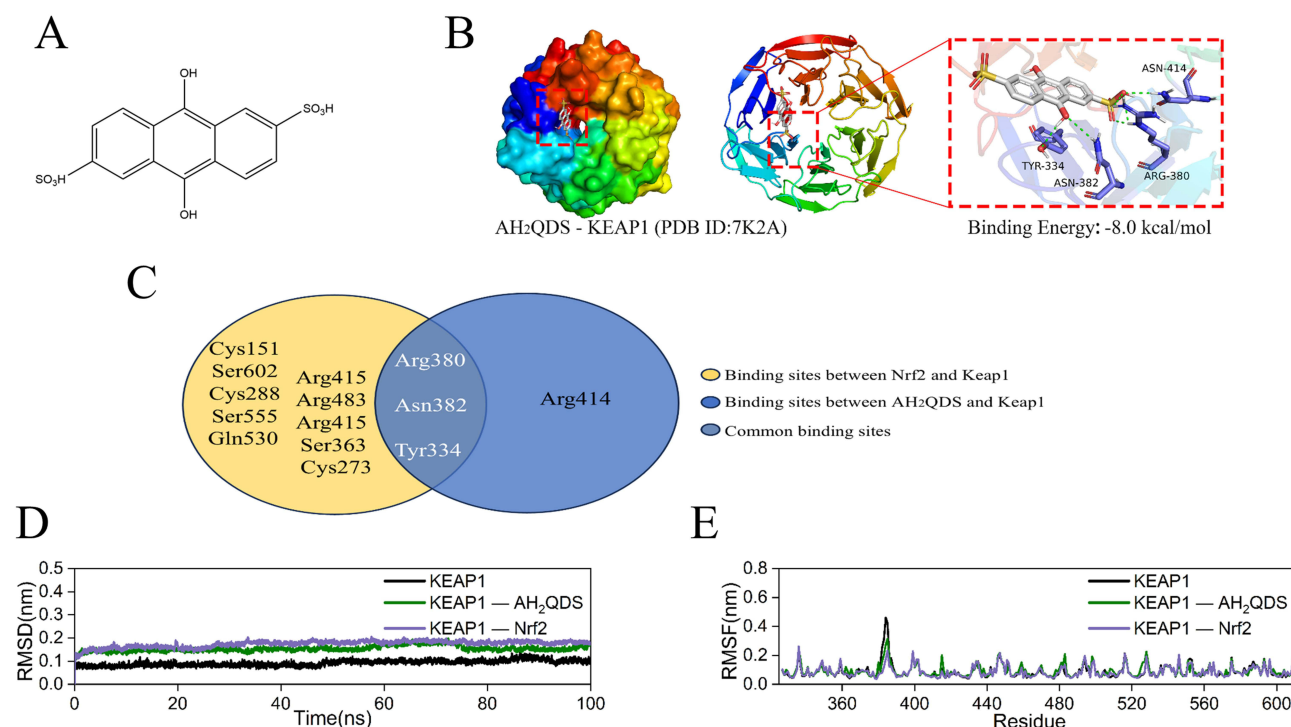 A
OH
SO₃H
SO₃H
OH
B
AH₂QDS - KEAP1 (PDB ID:7K2A)
ASN-414
TYR-334
ASN-382
ARG-380
Binding Energy: -8.0 kcal/mol
C
Cys151
Ser602
Cys288
Ser555
Gln530
Arg415
Arg483
Arg415
Ser363
Cys273
Arg380
Asn382
Tyr334
Arg414
Binding sites between Nrf2 and Keap1
Binding sites between AH₂QDS and Keap1
Common binding sites
D
RMSD(nm)
0.5
0.4
0.3
0.2
0.1
0.0
KEAP1
KEAP1 — AH₂QDS
KEAP1 — Nrf2
0 20 40 60 80 100
Time(ns)
E
RMSF(nm)
0.8
0.6
0.4
0.2
0.0
KEAP1
KEAP1 — AH₂QDS
KEAP1 — Nrf2
360 400 440 480 520 560 600
Residue